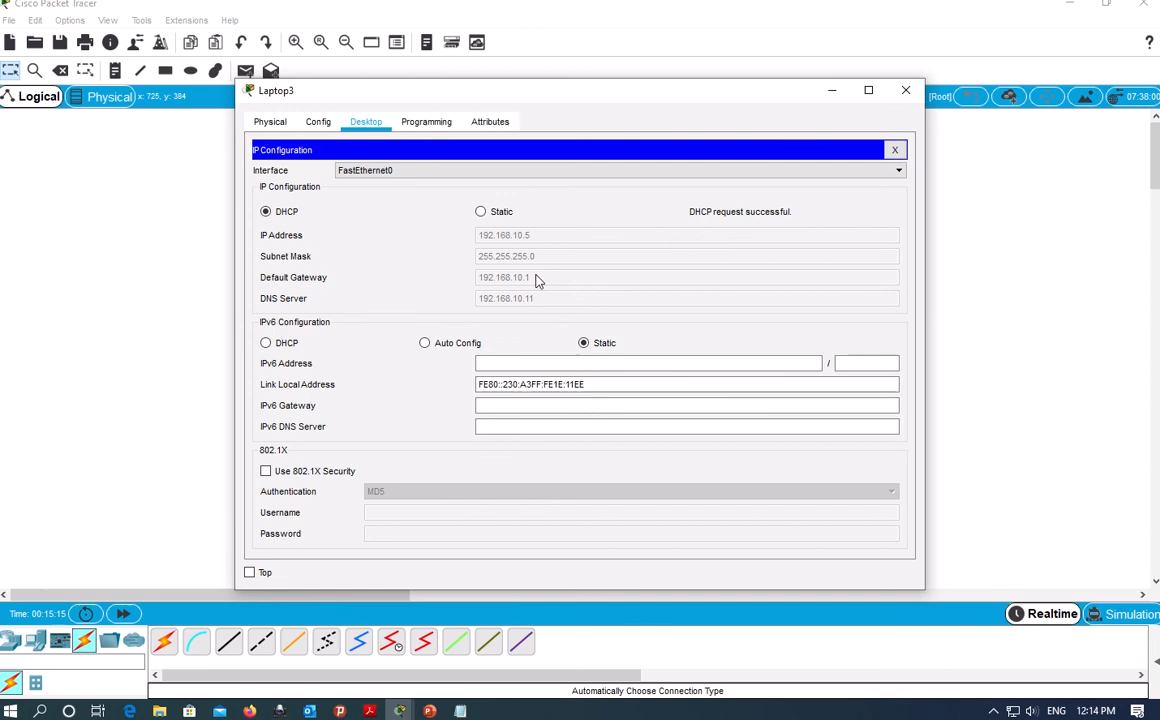 Cisco Packet Tracer
File Edit Options View Tools Extensions Help
?
Logical Physical x: 725, y: 384 [Root] 07:38:00
Laptop3
Physical Config Desktop Programming Attributes
IP Configuration X
Interface FastEthernet0
IP Configuration
DHCP Static DHCP request successful.
IP Address 192.168.10.5
Subnet Mask 255.255.255.0
Default Gateway 192.168.10.1
DNS Server 192.168.10.11
IPv6 Configuration
DHCP Auto Config Static
IPv6 Address /
Link Local Address FE80::230:A3FF:FE1E:11EE
IPv6 Gateway
IPv6 DNS Server
802.1X
Use 802.1X Security
Authentication MD5
Username
Password
Top
Time: 00:15:15 Realtime Simulation
Automatically Choose Connection Type
ENG 12:14 PM